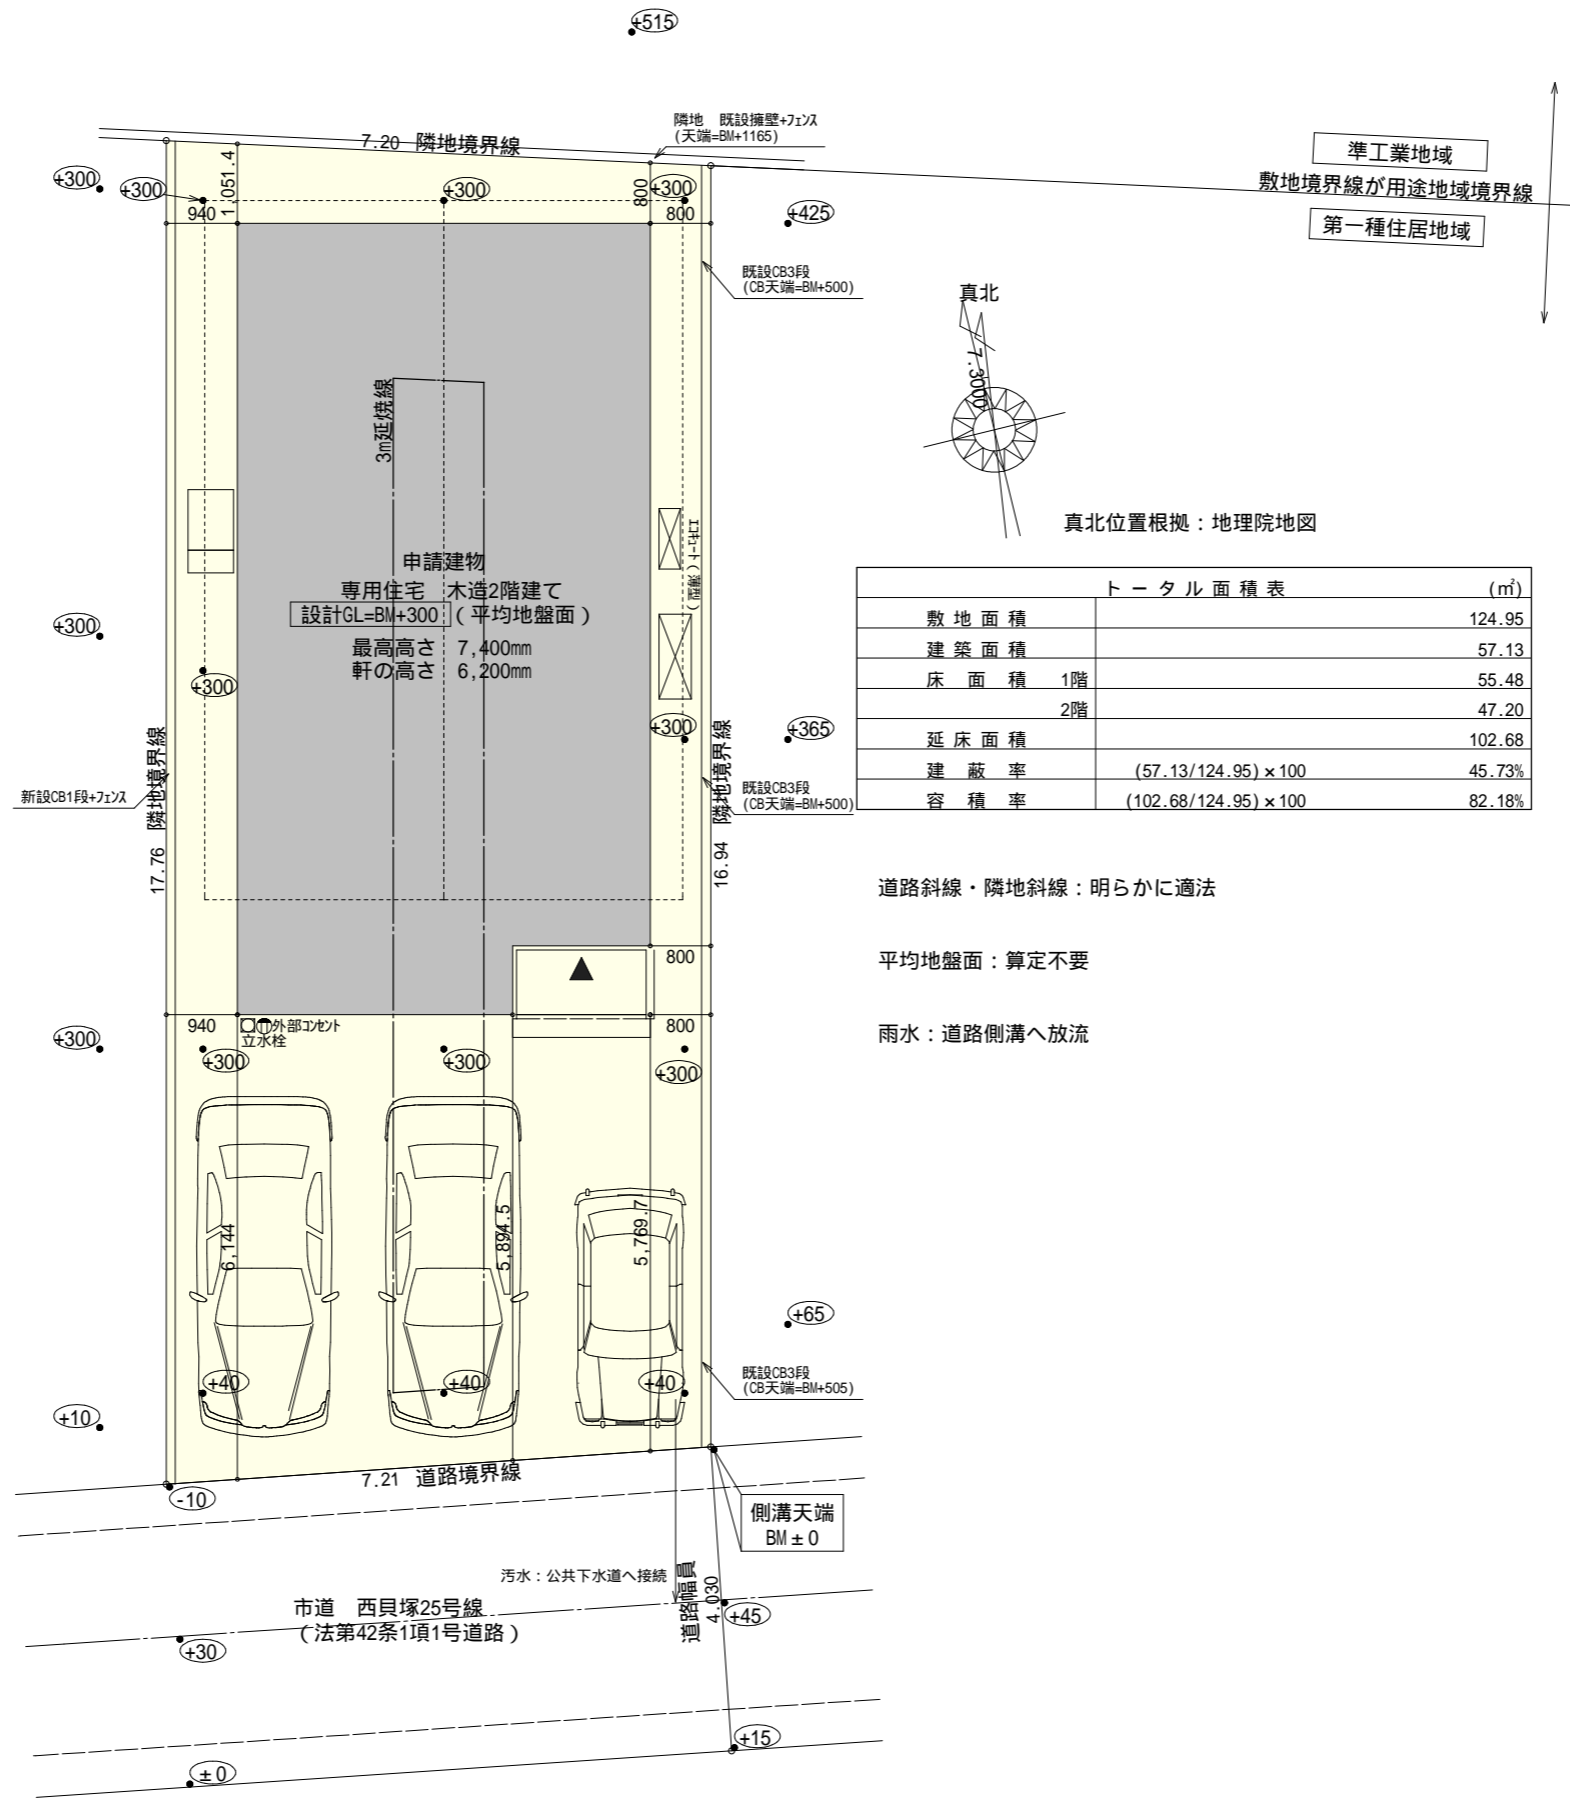 +515
隣地　既設擁壁+フェンス
(天端=BM+1165)
7.20 隣地境界線
準工業地域
敷地境界線が用途地域境界線
第一種住居地域
+300
+300
+300
+300
+425
1,051.4
800
940
800
既設CB3段
(CB天端=BM+500)
真北
7.3000
真北位置根拠：地理院地図
3m延焼線
エコキュート（薄型）
申請建物
専用住宅　木造2階建て
設計GL=BM+300（平均地盤面）
最高高さ　7,400mm
軒の高さ　6,200mm
+300
+300
+300
+365
トータル面積表 (㎡)
敷地面積 124.95
建築面積 57.13
床面積 1階 55.48
2階 47.20
延床面積 102.68
建蔽率 (57.13/124.95)×100 45.73%
容積率 (102.68/124.95)×100 82.18%
新設CB1段+フェンス
17.76 隣地境界線
16.94 隣地境界線
既設CB3段
(CB天端=BM+500)
道路斜線・隣地斜線：明らかに適法
平均地盤面：算定不要
雨水：道路側溝へ放流
800
940
外部コンセント
立水栓
800
+300
+300
+300
+300
6,144
5,894.5
5,769.7
+65
既設CB3段
(CB天端=BM+505)
+40
+40
+40
+10
7.21 道路境界線
-10
側溝天端
BM±0
汚水：公共下水道へ接続
道路幅員
4.030
市道　西貝塚25号線
（法第42条1項1号道路）
+45
+30
+15
±0